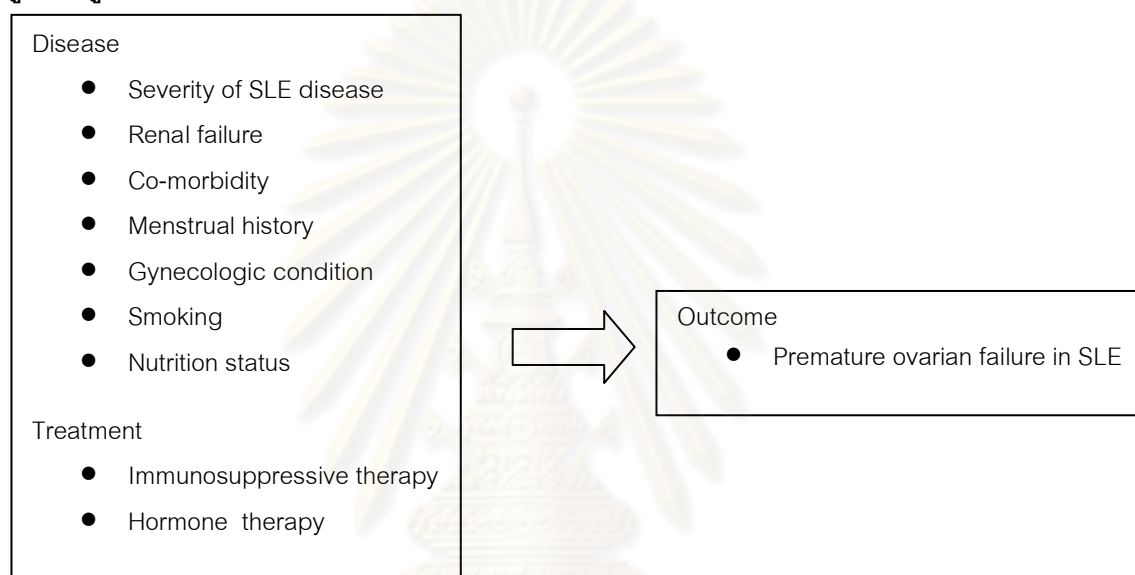 Disease
● Severity of SLE disease
● Renal failure
● Co-morbidity
● Menstrual history
● Gynecologic condition
● Smoking
● Nutrition status
Treatment
● Immunosuppressive therapy
● Hormone therapy
Outcome
● Premature ovarian failure in SLE